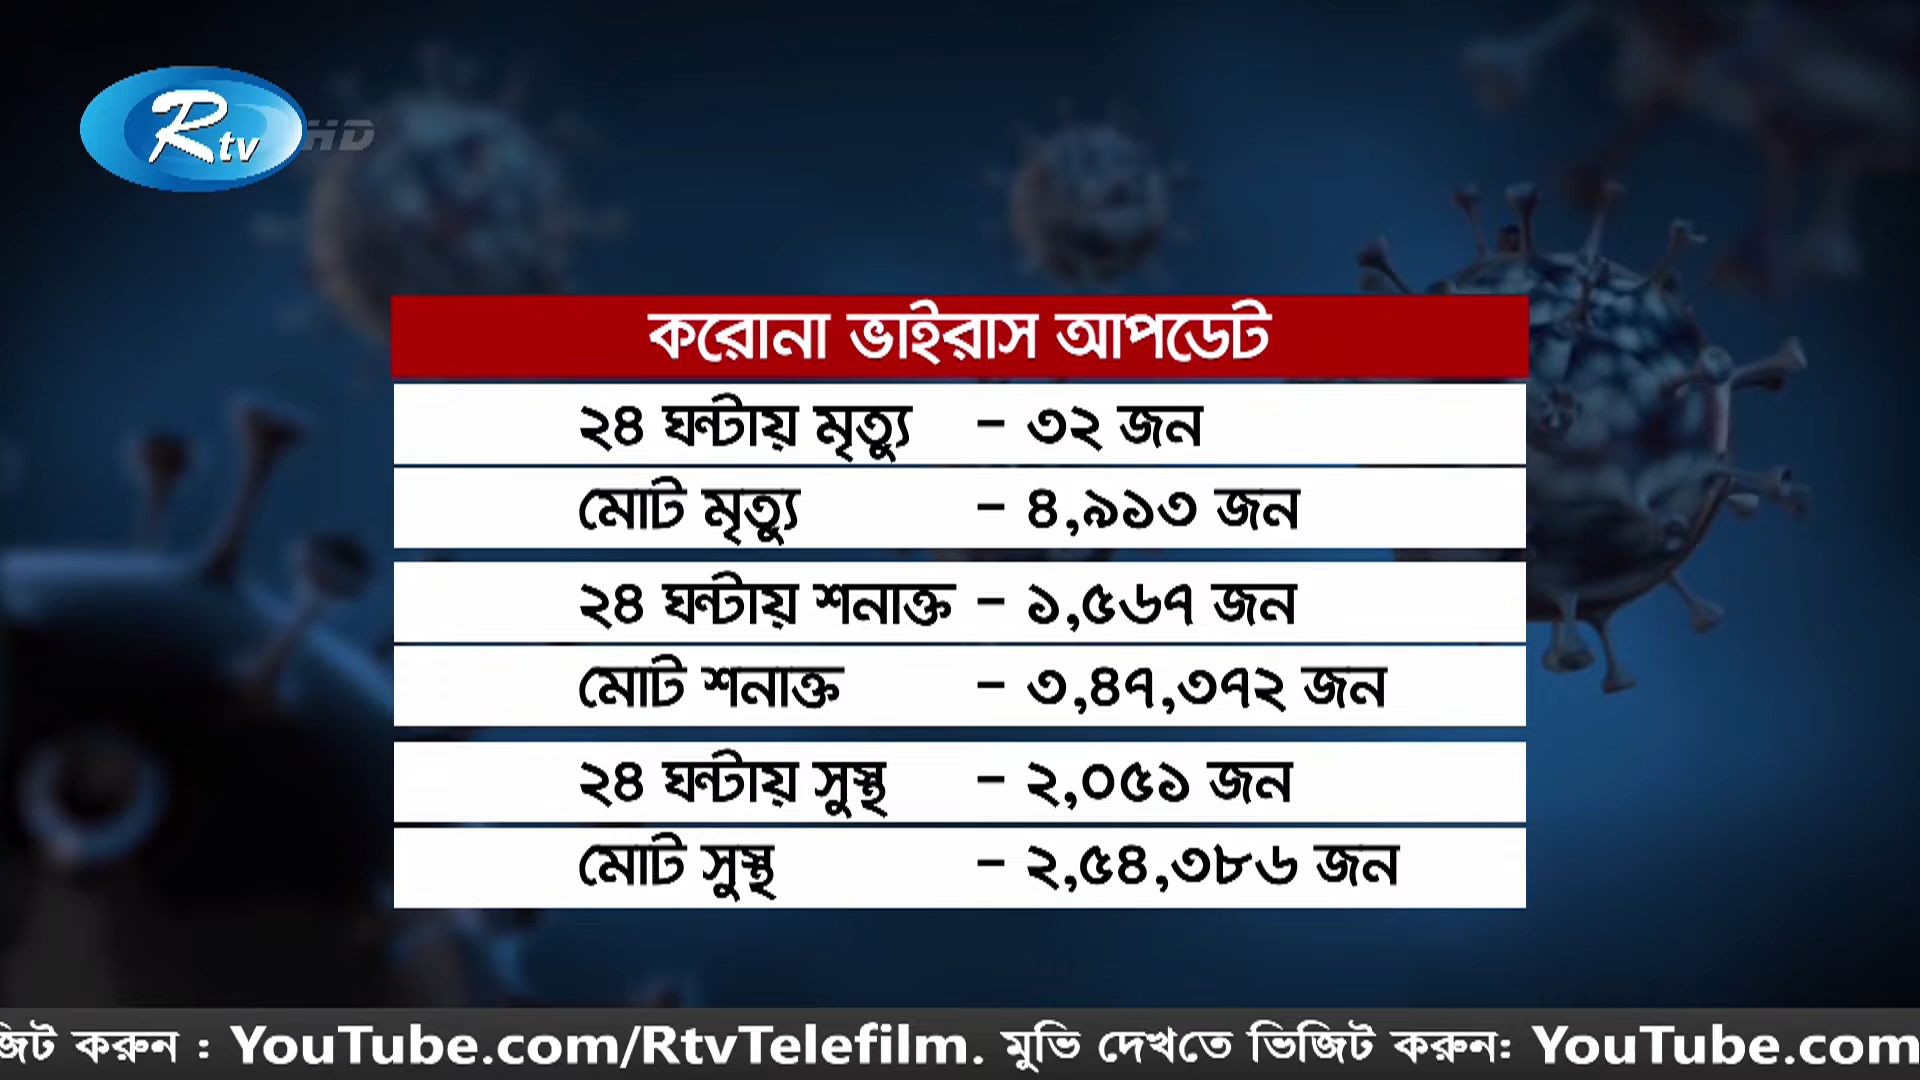 Rtv HD
করোনা ভাইরাস আপডেট
২৪ ঘন্টায় মৃত্যু - ৩২ জন
মোট মৃত্যু - ৪,৯১৩ জন
২৪ ঘন্টায় শনাক্ত - ১,৫৬৭ জন
মোট শনাক্ত - ৩,৪৭,৩৭২ জন
২৪ ঘন্টায় সুস্থ - ২,০৫১ জন
মোট সুস্থ - ২,৫৪,৩৮৬ জন
জিট করুন : YouTube.com/RtvTelefilm. মুভি দেখতে ভিজিট করুন: YouTube.com